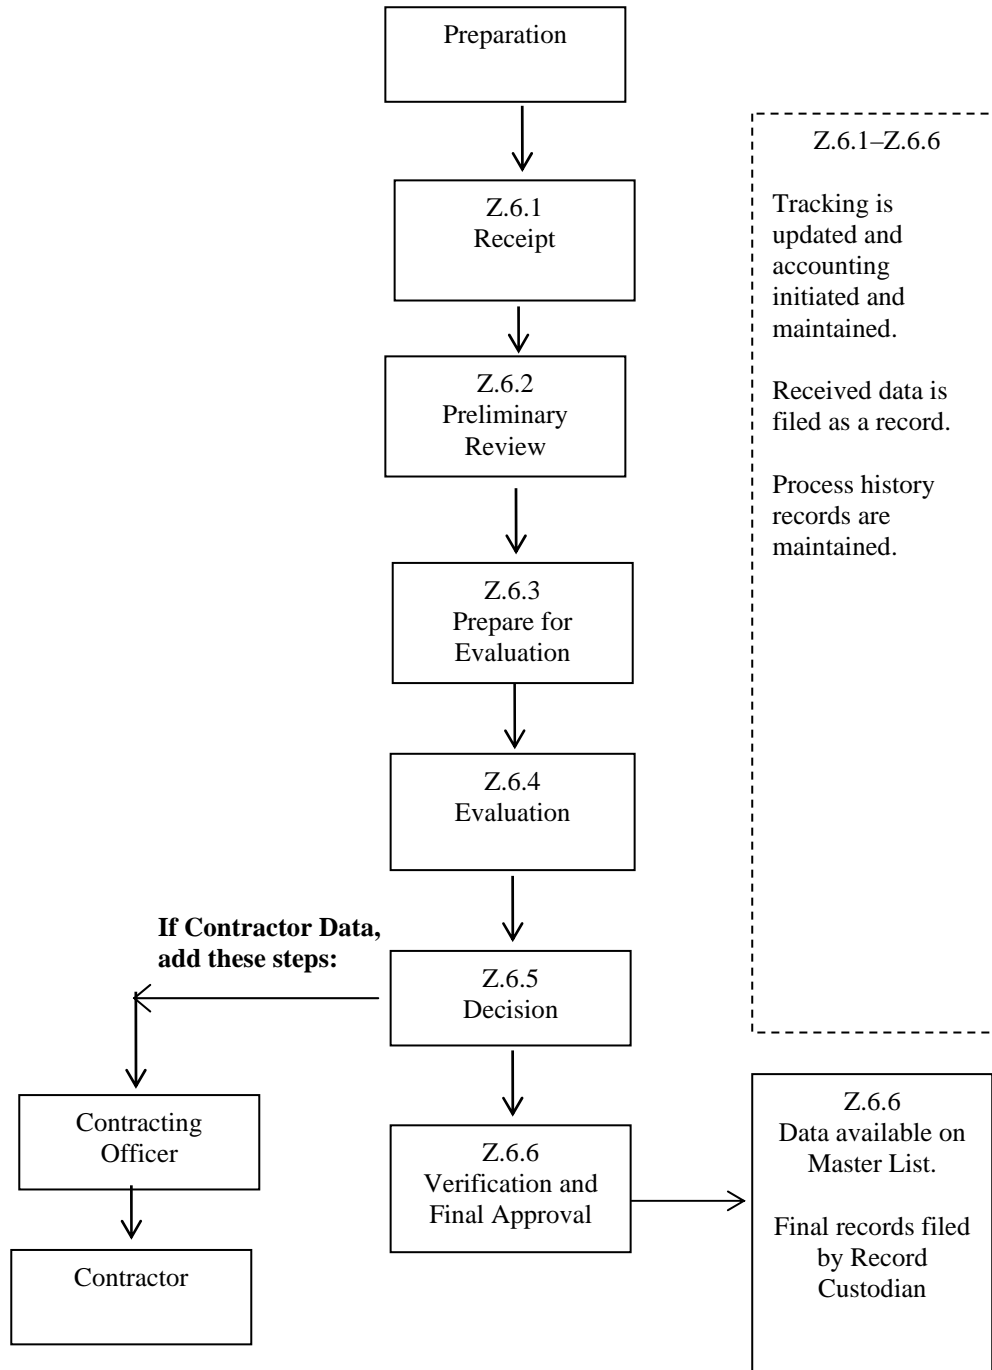 Preparation
Z.6.1
Receipt
Z.6.2
Preliminary
Review
Z.6.3
Prepare for
Evaluation
Z.6.4
Evaluation
If Contractor Data,
add these steps:
Z.6.5
Decision
Contracting
Officer
Contractor
Z.6.6
Verification and
Final Approval
Z.6.1–Z.6.6
Tracking is
updated and
accounting
initiated and
maintained.
Received data is
filed as a record.
Process history
records are
maintained.
Z.6.6
Data available on
Master List.
Final records filed
by Record
Custodian